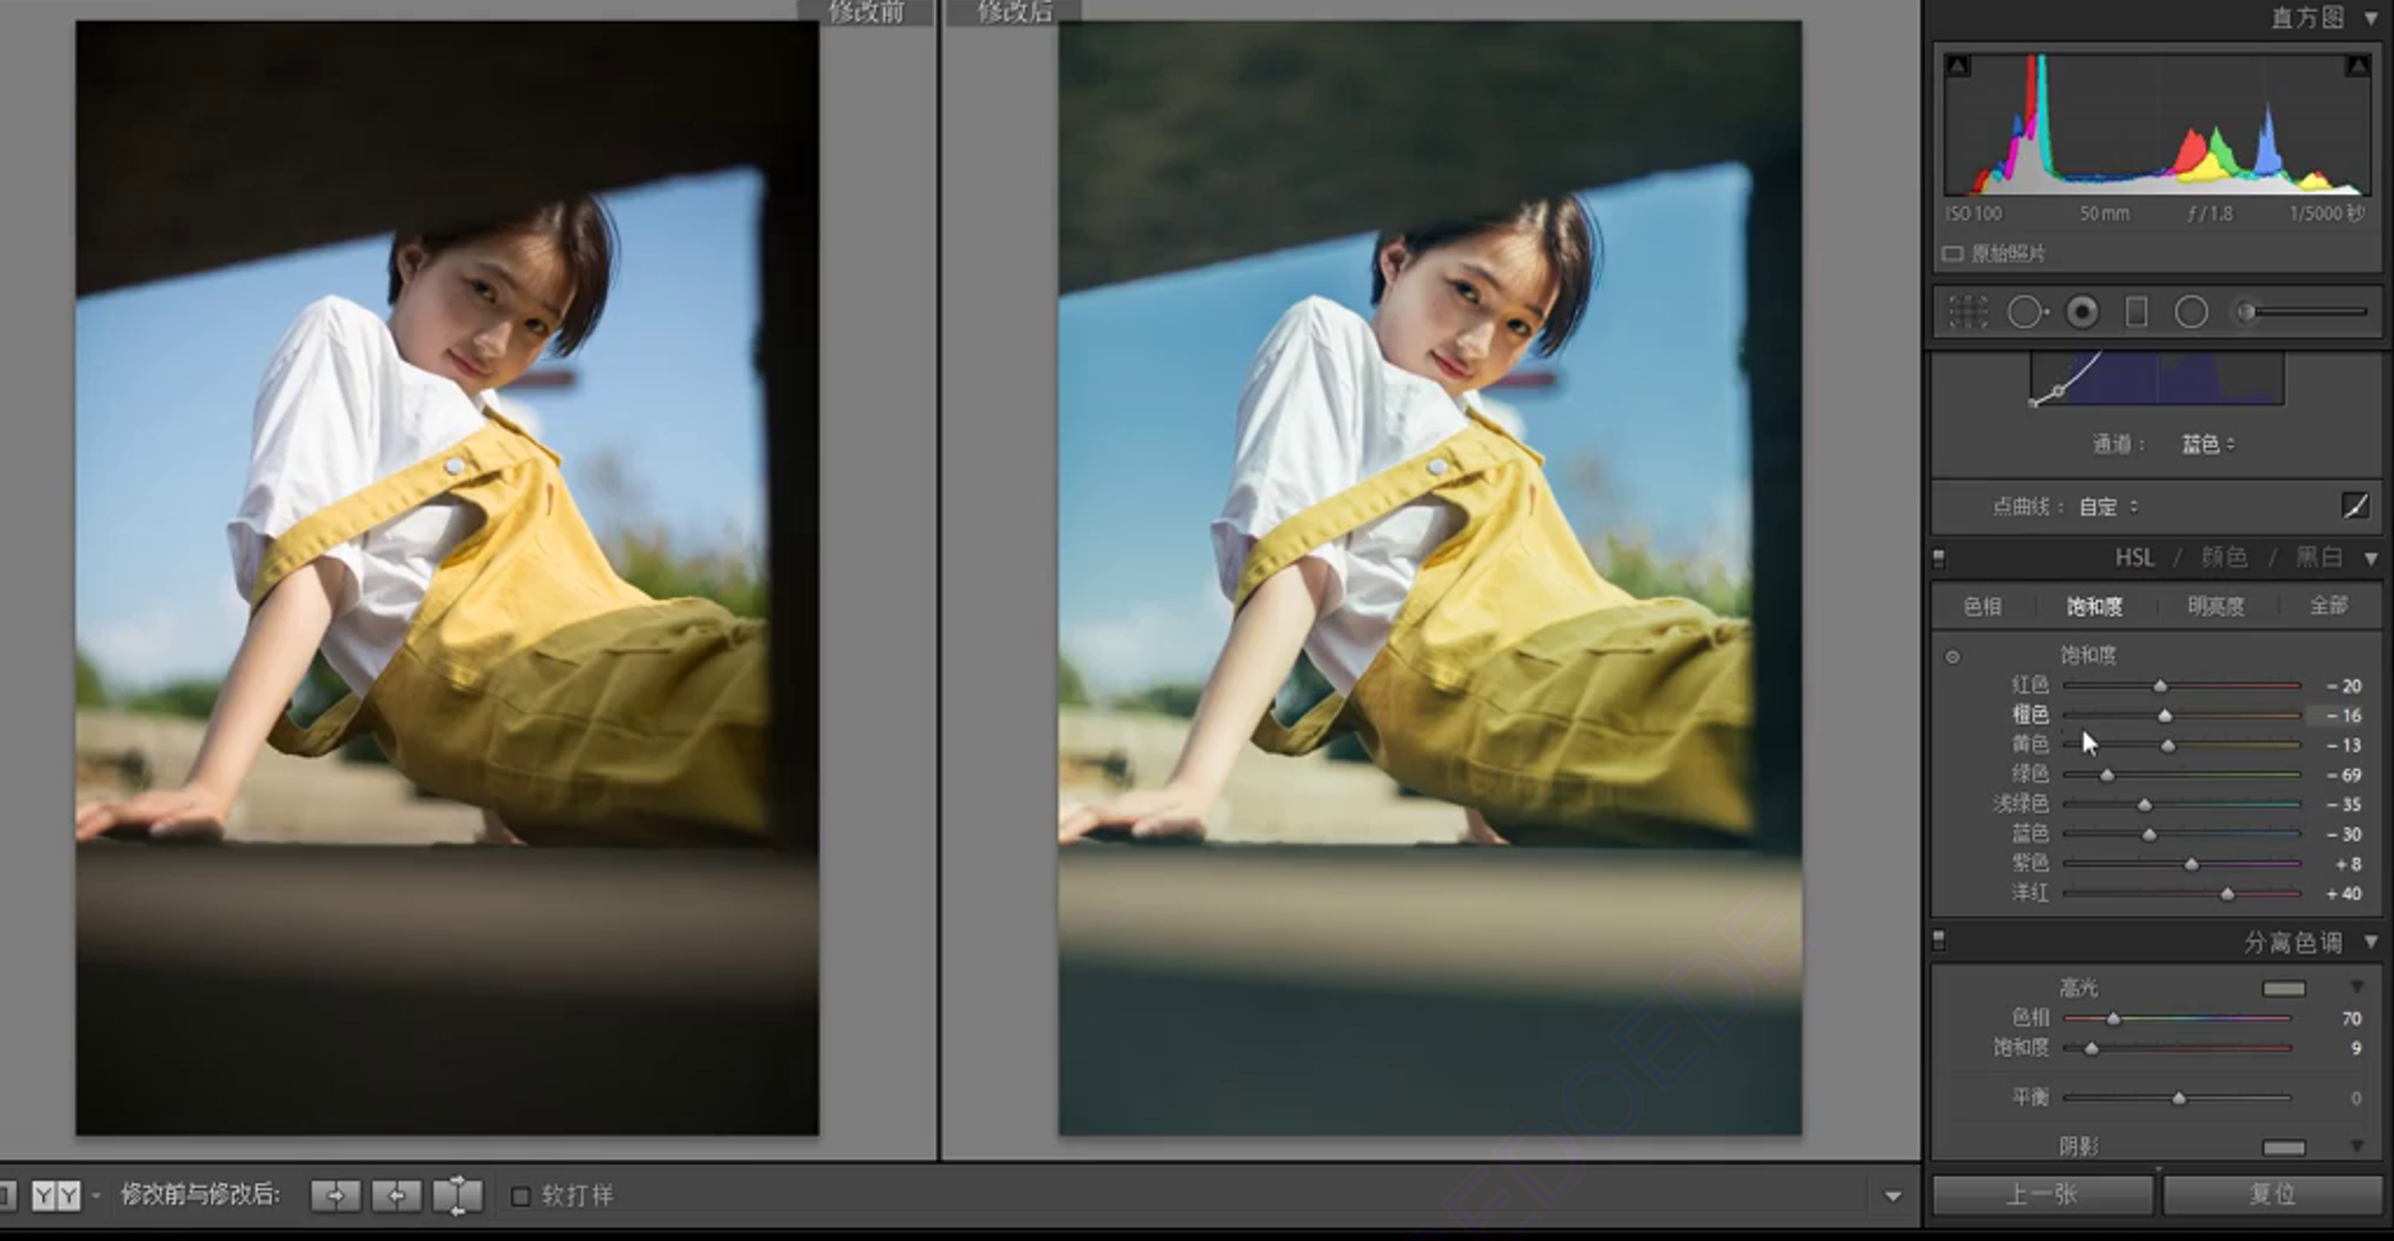 修改前
修改后
直方图
ISO 100
50 mm
ƒ / 1.8
1/5000 秒
原始照片
通道：
蓝色
点曲线：
自定
HSL / 颜色 / 黑白
色相
饱和度
明亮度
全部
饱和度
红色 － 20
橙色 － 16
黄色 － 13
绿色 － 69
浅绿色 － 35
蓝色 － 30
紫色 + 8
洋红 + 40
分离色调
高光
色相 70
饱和度 9
平衡 0
阴影
YY
修改前与修改后:
软打样
上一张
复位
EDOEDE